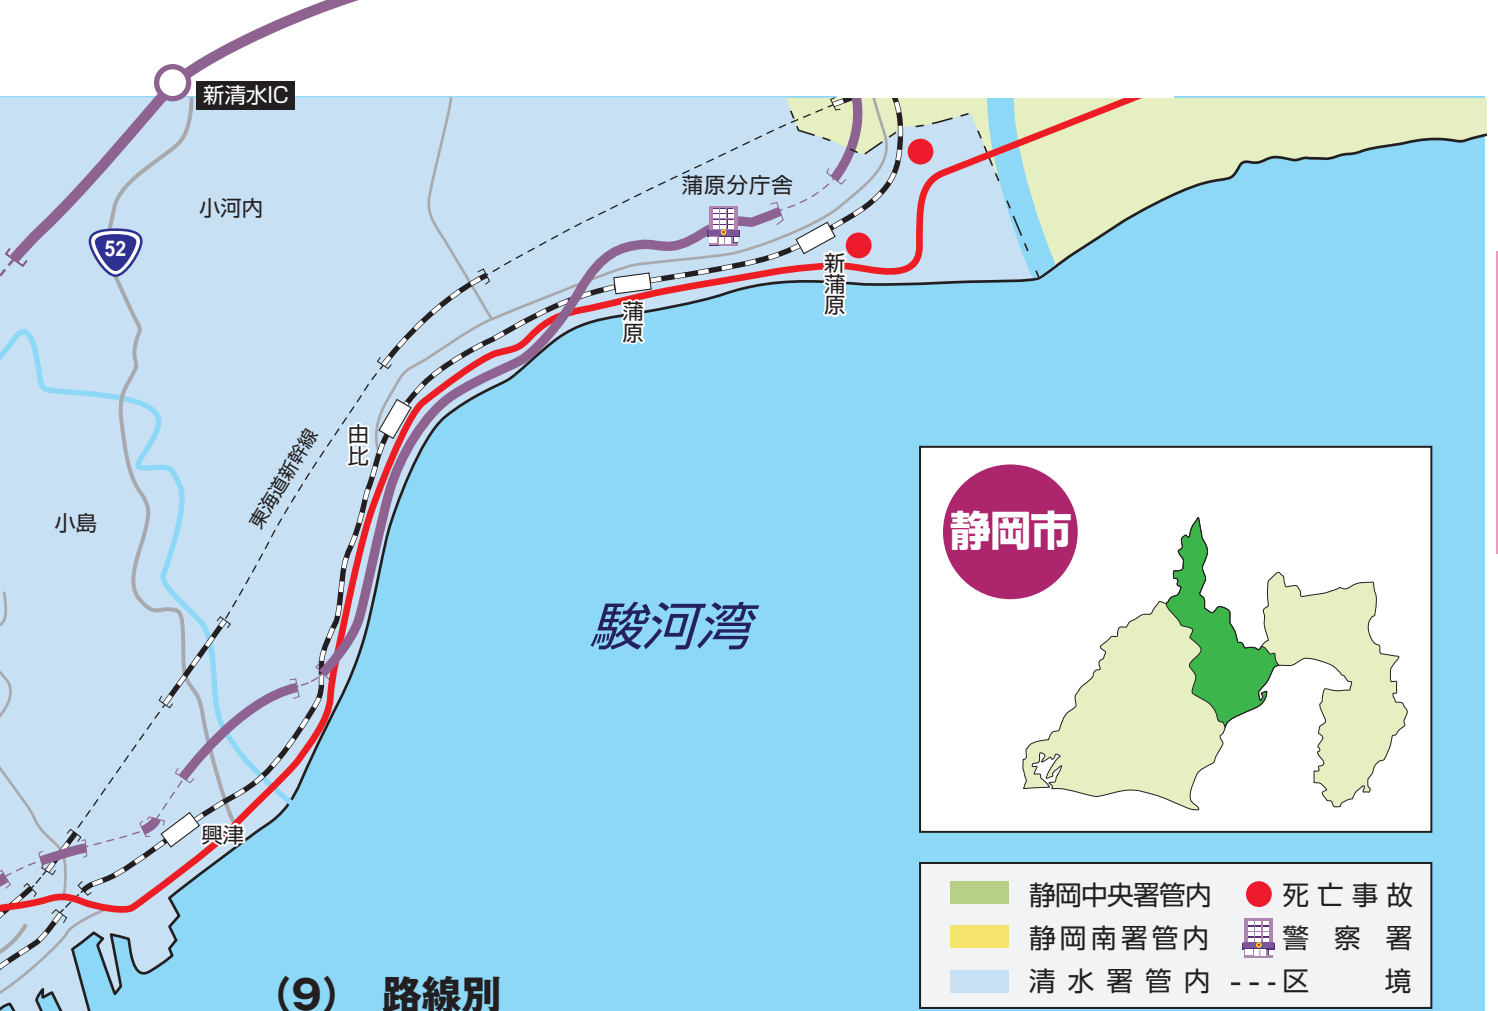 新清水IC
小河内
52
蒲原分庁舎
新蒲原
蒲原
由比
東海道新幹線
小島
駿河湾
興津
静岡市
静岡中央署管内
死亡事故
静岡南署管内
警察署
清水署管内
区境
（9） 路線別